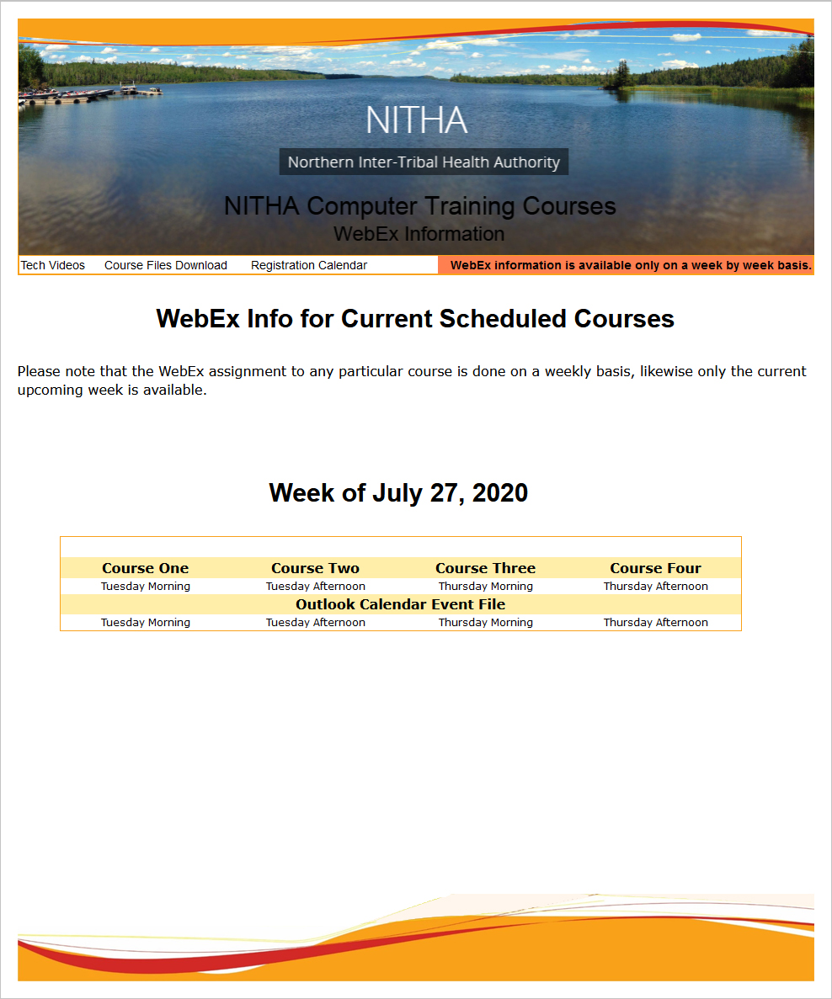 NITHA
Northern Inter-Tribal Health Authority
NITHA Computer Training Courses
WebEx Information
Tech Videos Course Files Download Registration Calendar WebEx information is available only on a week by week basis.
WebEx Info for Current Scheduled Courses
Please note that the WebEx assignment to any particular course is done on a weekly basis, likewise only the current
upcoming week is available.
Week of July 27, 2020
Course One Course Two Course Three Course Four
Tuesday Morning Tuesday Afternoon Thursday Morning Thursday Afternoon
Outlook Calendar Event File
Tuesday Morning Tuesday Afternoon Thursday Morning Thursday Afternoon